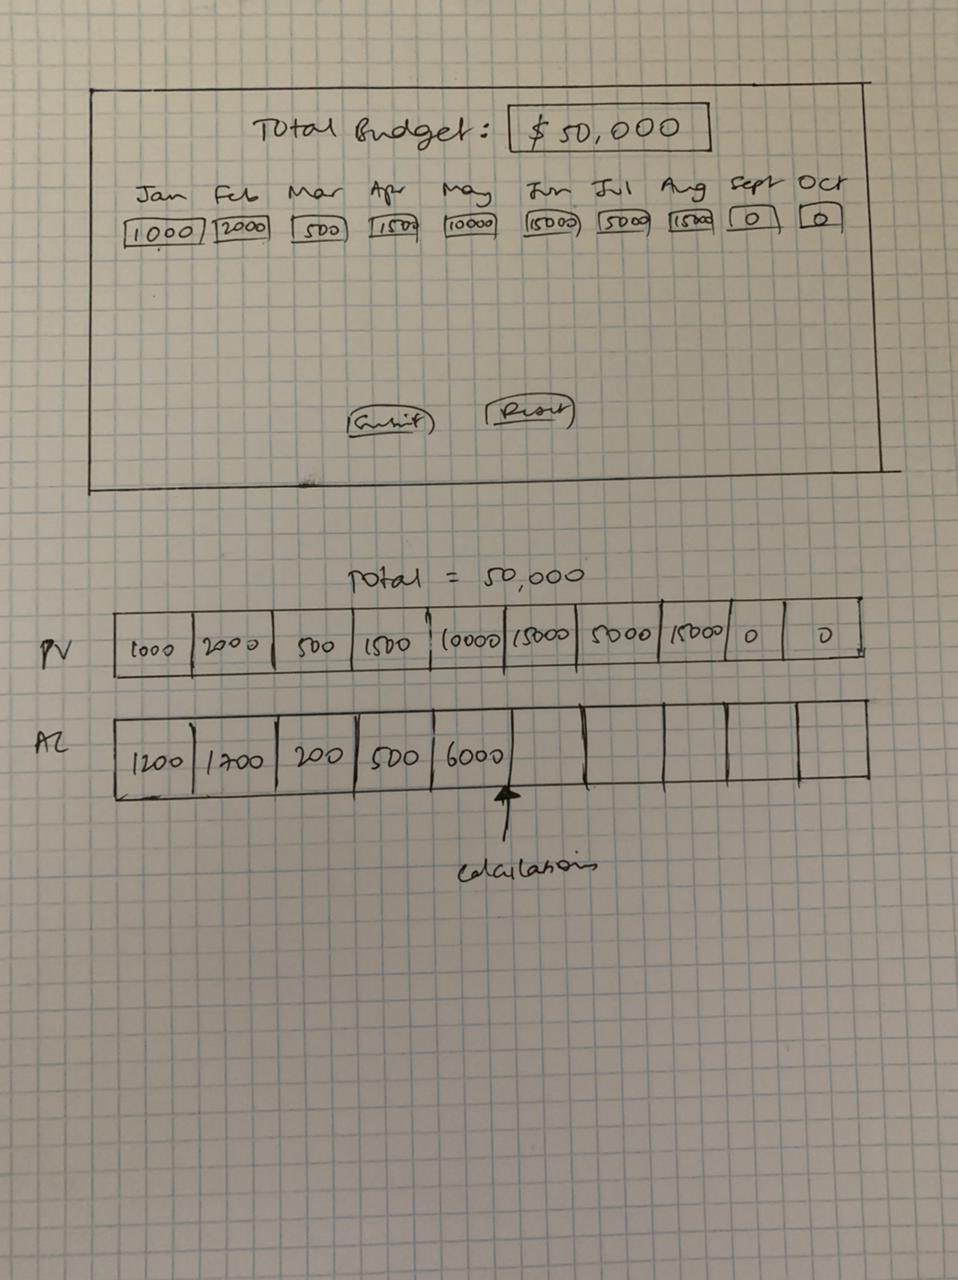 Total Budget: $ 50,000
Jan Feb Mar Apr May Jun Jul Aug Sept Oct
1000 2000 500 1500 10000 15000 5000 1500 0 0
Submit Reset
Total = 50,000
PV 1000 2000 500 1500 10000 15000 5000 15000 0 0
1200 1700 200 500 6000
calculations